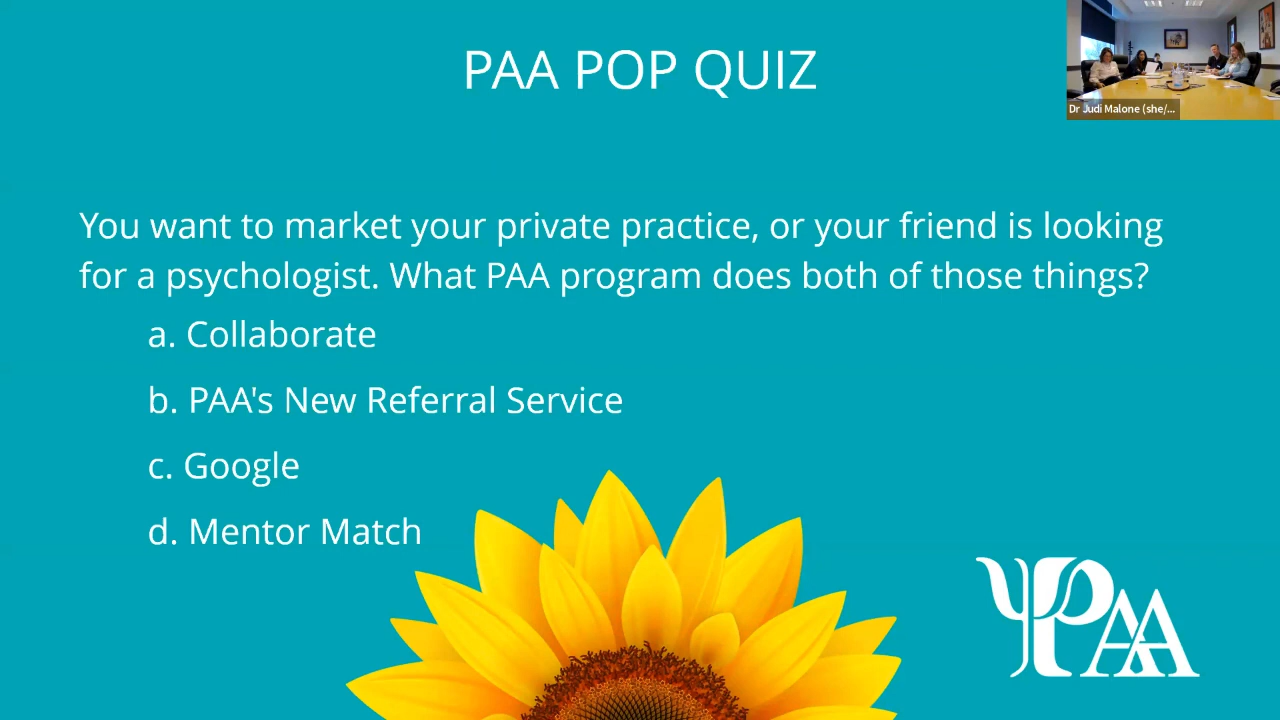 PAA POP QUIZ
Dr Judi Malone (she/...
You want to market your private practice, or your friend is looking
for a psychologist. What PAA program does both of those things?
a. Collaborate
b. PAA's New Referral Service
c. Google
d. Mentor Match
ΨPAA